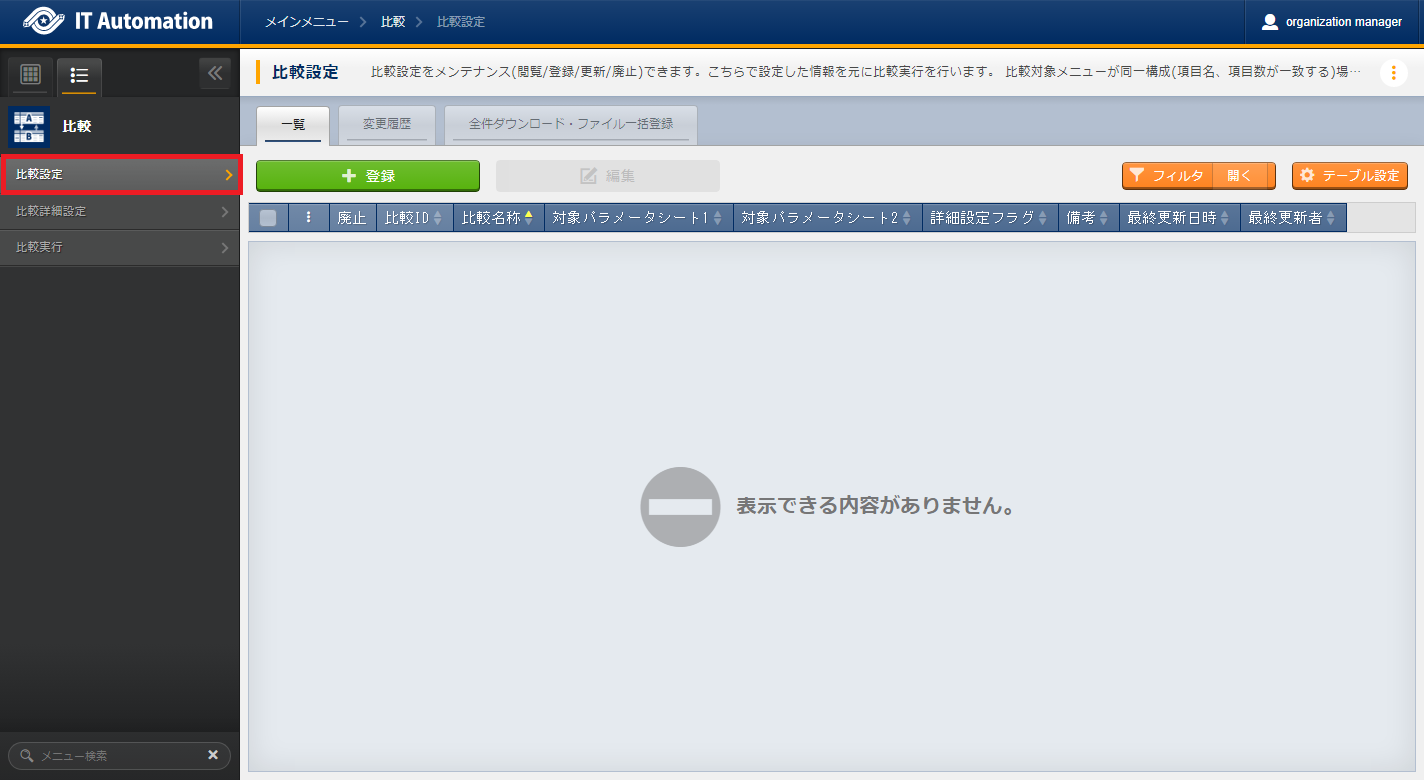 IT Automation
メインメニュー 比較 比較設定
organization manager
比較
比較設定
比較詳細設定
比較実行
メニュー検索
比較設定 比較設定をメンテナンス(閲覧/登録/更新/廃止)できます。こちらで設定した情報を元に比較実行を行います。 比較対象メニューが同一構成(項目名、項目数が一致する)場…
一覧 変更履歴 全件ダウンロード・ファイル一括登録
登録 編集 フィルタ 開く テーブル設定
廃止 比較ID 比較名称 対象パラメータシート1 対象パラメータシート2 詳細設定フラグ 備考 最終更新日時 最終更新者
表示できる内容がありません。